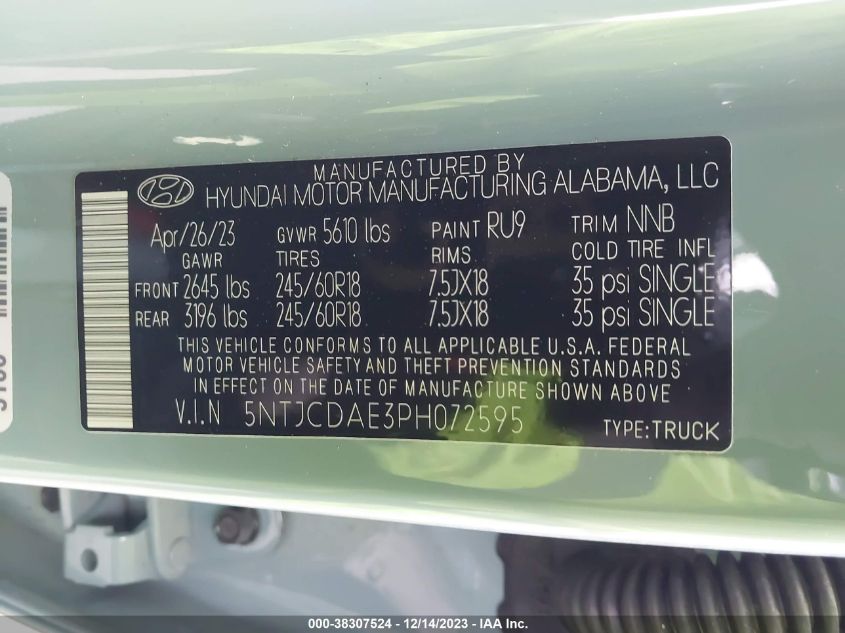 MANUFACTURED BY
HYUNDAI MOTOR MANUFACTURING ALABAMA, LLC
Apr/26/23 GVWR 5610 lbs PAINT RU9 TRIM NNB
GAWR TIRES RIMS COLD TIRE INFL
FRONT 2645 lbs 245/60R18 7.5JX18 35 psi SINGLE
REAR 3196 lbs 245/60R18 7.5JX18 35 psi SINGLE
THIS VEHICLE CONFORMS TO ALL APPLICABLE U.S.A. FEDERAL
MOTOR VEHICLE SAFETY AND THEFT PREVENTION STANDARDS
IN EFFECT ON THE DATE OF MANUFACTURE SHOWN ABOVE
V.I.N 5NTJCDAE3PH072595 TYPE:TRUCK
000-38307524 - 12/14/2023 - IAA Inc.